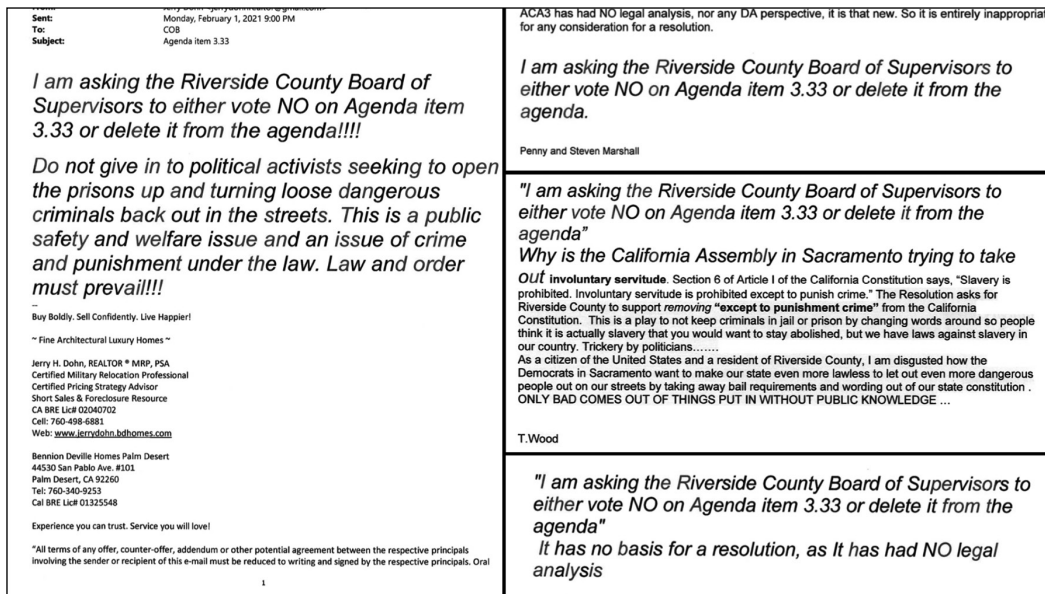 Sent: Monday, February 1, 2021 9:00 PM
To: COB
Subject: Agenda item 3.33
I am asking the Riverside County Board of
Supervisors to either vote NO on Agenda item
3.33 or delete it from the agenda!!!!
Do not give in to political activists seeking to open
the prisons up and turning loose dangerous
criminals back out in the streets. This is a public
safety and welfare issue and an issue of crime
and punishment under the law. Law and order
must prevail!!!
--
Buy Boldly. Sell Confidently. Live Happier!
~ Fine Architectural Luxury Homes ~
Jerry H. Dohn, REALTOR ® MRP, PSA
Certified Military Relocation Professional
Certified Pricing Strategy Advisor
Short Sales & Foreclosure Resource
CA BRE Lic# 02040702
Cell: 760-498-6881
Web: www.jerrydohn.bdhomes.com
Bennion Deville Homes Palm Desert
44530 San Pablo Ave. #101
Palm Desert, CA 92260
Tel: 760-340-9253
Cal BRE Lic# 01325548
Experience you can trust. Service you will love!
"All terms of any offer, counter-offer, addendum or other potential agreement between the respective principals
involving the sender or recipient of this e-mail must be reduced to writing and signed by the respective principals. Oral
1
ACA3 has had NO legal analysis, nor any DA perspective, it is that new. So it is entirely inappropriat
for any consideration for a resolution.
I am asking the Riverside County Board of Supervisors to
either vote NO on Agenda item 3.33 or delete it from the
agenda.
Penny and Steven Marshall
"I am asking the Riverside County Board of Supervisors to
either vote NO on Agenda item 3.33 or delete it from the
agenda"
Why is the California Assembly in Sacramento trying to take
out involuntary servitude. Section 6 of Article I of the California Constitution says, "Slavery is
prohibited. Involuntary servitude is prohibited except to punish crime." The Resolution asks for
Riverside County to support removing "except to punishment crime" from the California
Constitution. This is a play to not keep criminals in jail or prison by changing words around so people
think it is actually slavery that you would want to stay abolished, but we have laws against slavery in
our country. Trickery by politicians.......
As a citizen of the United States and a resident of Riverside County, I am disgusted how the
Democrats in Sacramento want to make our state even more lawless to let out even more dangerous
people out on our streets by taking away bail requirements and wording out of our state constitution .
ONLY BAD COMES OUT OF THINGS PUT IN WITHOUT PUBLIC KNOWLEDGE ...
T.Wood
"I am asking the Riverside County Board of Supervisors to
either vote NO on Agenda item 3.33 or delete it from the
agenda"
It has no basis for a resolution, as It has had NO legal
analysis